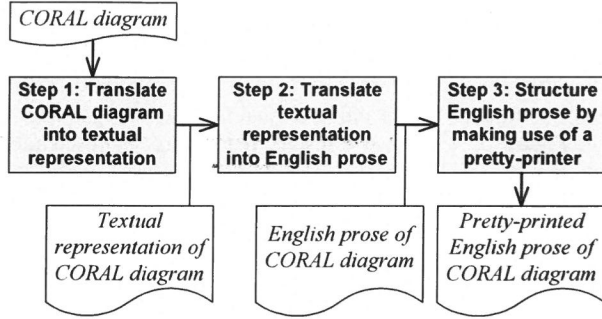 CORAL diagram
Step 1: Translate
CORAL diagram
into textual
representation
Step 2: Translate
textual
representation
into English prose
Step 3: Structure
English prose by
making use of a
pretty-printer
Textual
representation of
CORAL diagram
English prose of
CORAL diagram
Pretty-printed
English prose of
CORAL diagram